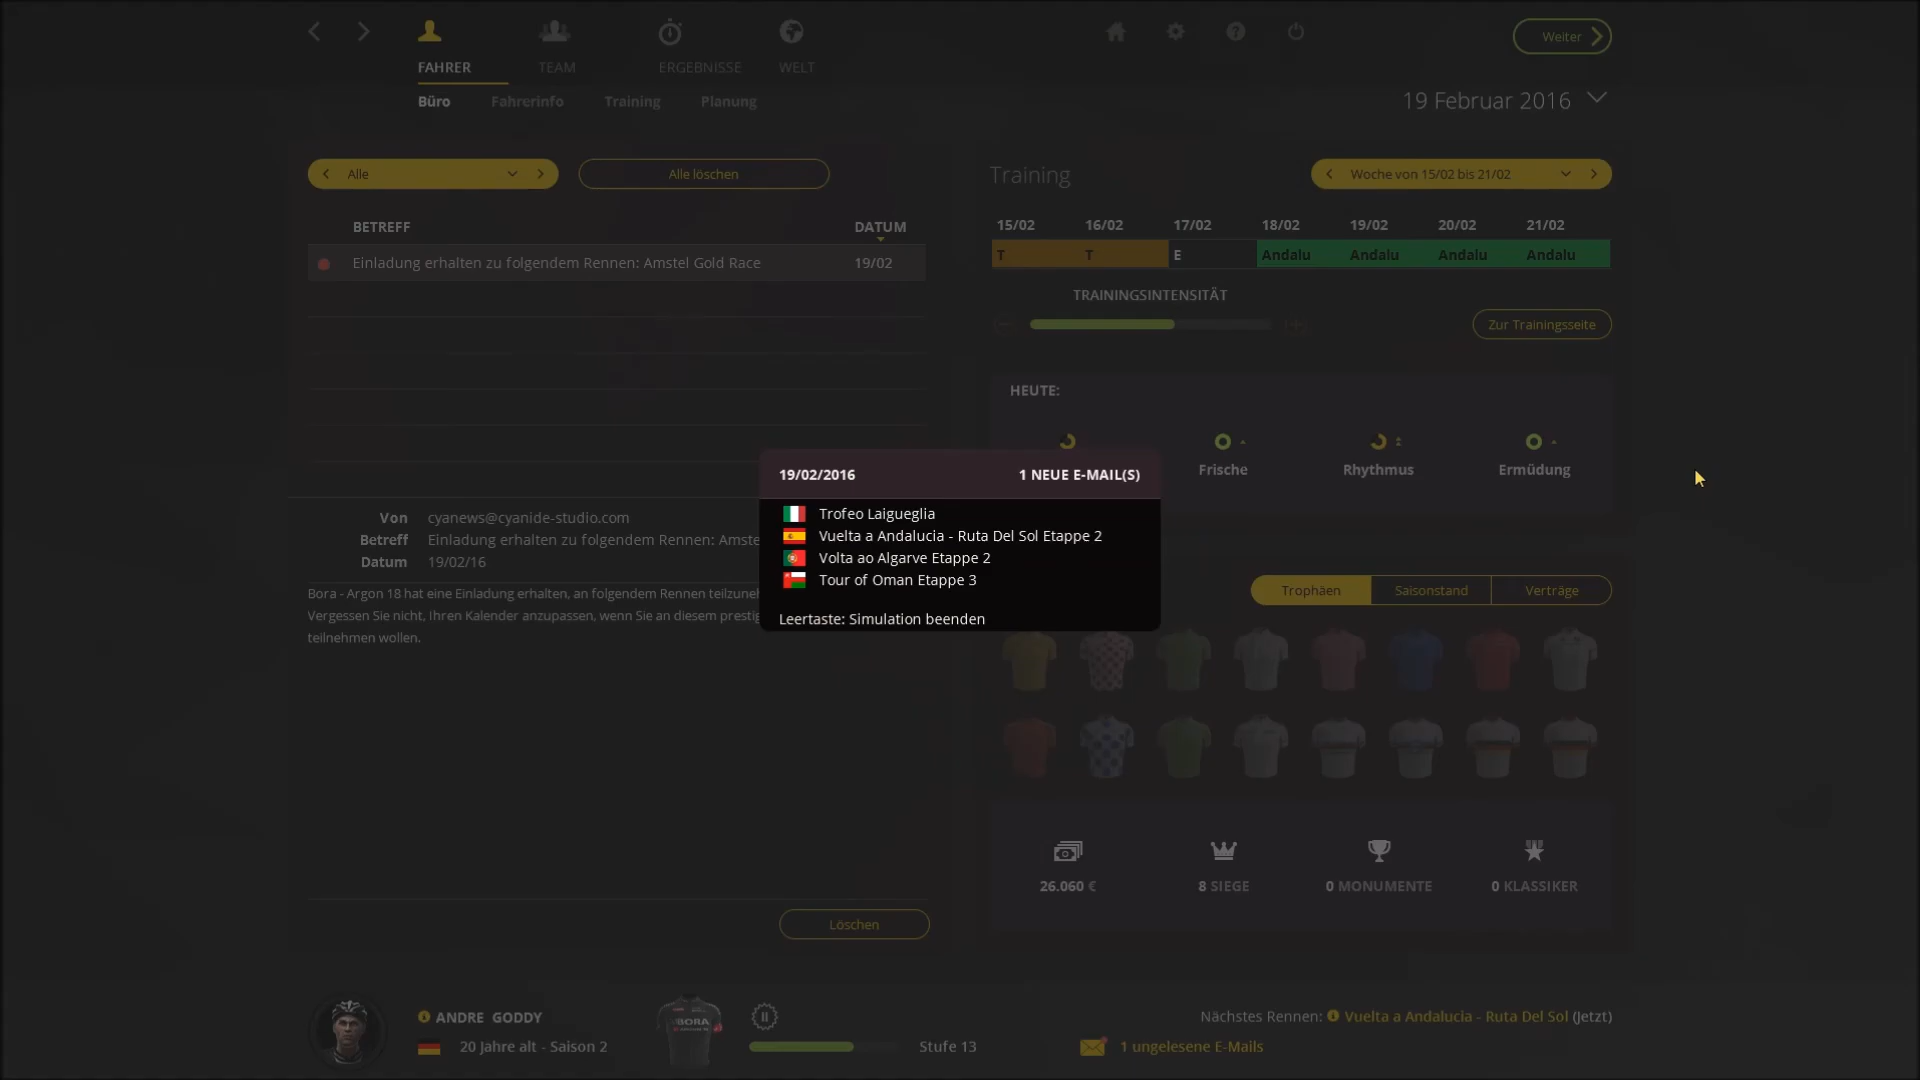 Weiter
FAHRER TEAM ERGEBNISSE WELT
Büro Fahrerinfo Training Planung
19 Februar 2016
Alle
Alle löschen
Training
Woche von 15/02 bis 21/02
BETREFF DATUM
15/02 16/02 17/02 18/02 19/02 20/02 21/02
T T E Andalu Andalu Andalu Andalu
Einladung erhalten zu folgendem Rennen: Amstel Gold Race 19/02
TRAININGSINTENSITÄT
Zur Trainingsseite
HEUTE:
Frische Rhythmus Ermüdung
19/02/2016 1 NEUE E-MAIL(S)
Trofeo Laigueglia
Vuelta a Andalucia - Ruta Del Sol Etappe 2
Volta ao Algarve Etappe 2
Tour of Oman Etappe 3
Leertaste: Simulation beenden
Von cyanews@cyanide-studio.com
Betreff Einladung erhalten zu folgendem Rennen: Amste
Datum 19/02/16
Bora - Argon 18 hat eine Einladung erhalten, an folgendem Rennen teilzuneh
Vergessen Sie nicht, Ihren Kalender anzupassen, wenn Sie an diesem prestig
teilnehmen wollen.
Trophäen Saisonstand Verträge
26.060 € 8 SIEGE 0 MONUMENTE 0 KLASSIKER
Löschen
ANDRE GODDY
20 Jahre alt - Saison 2
BORA
Stufe 13
Nächstes Rennen: Vuelta a Andalucia - Ruta Del Sol (Jetzt)
1 ungelesene E-Mails